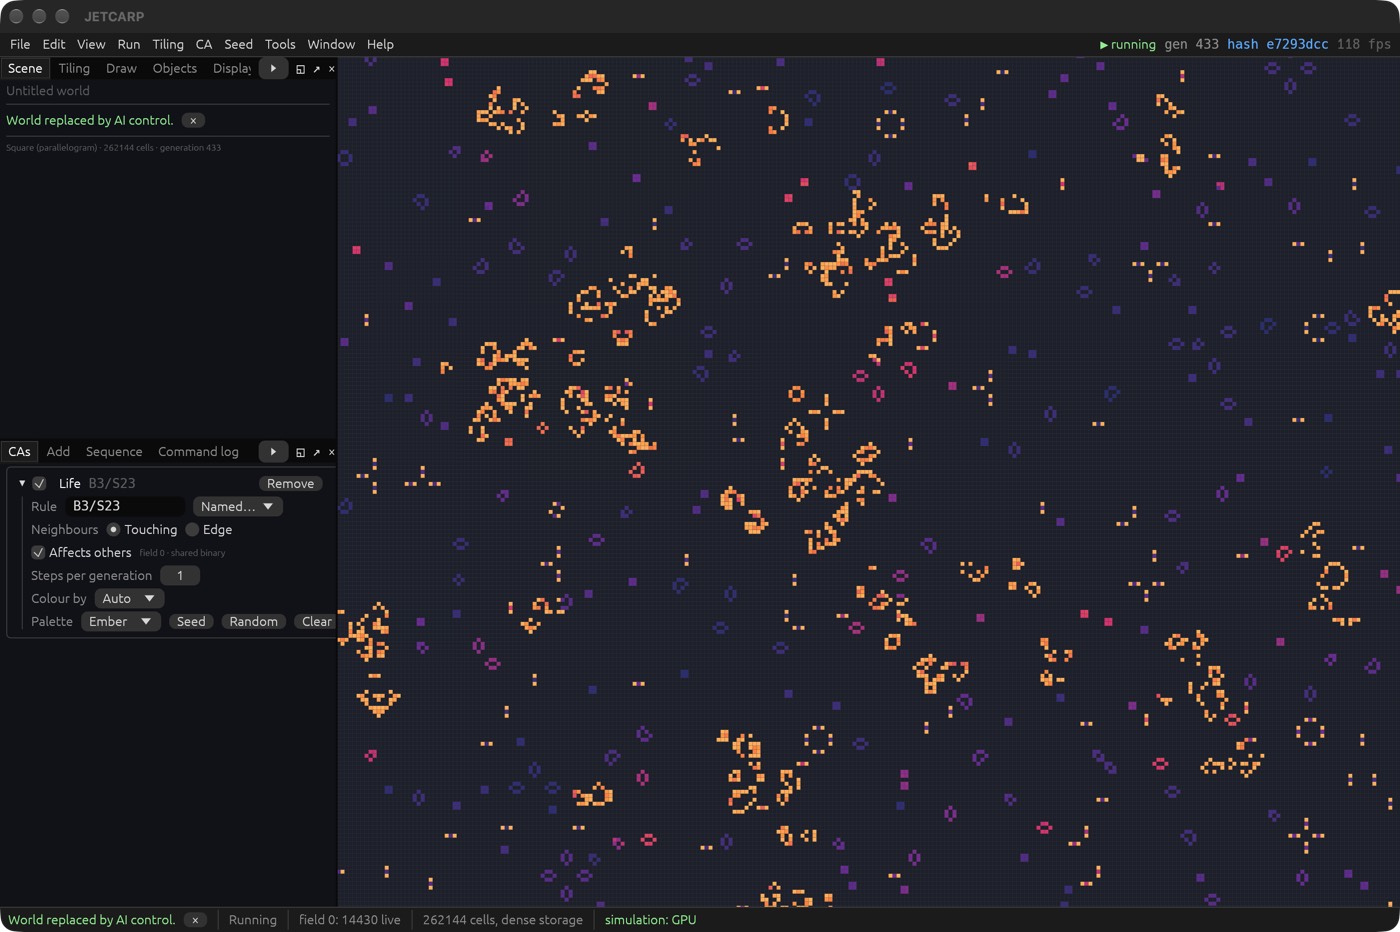 JETCARP
File Edit View Run Tiling CA Seed Tools Window Help
running gen 433 hash e7293dcc 118 fps
Scene Tiling Draw Objects Display
Untitled world
World replaced by AI control. ×
Square (parallelogram) · 262144 cells · generation 433
CAs Add Sequence Command log
Life B3/S23 Remove
Rule B3/S23 Named...
Neighbours Touching Edge
Affects others field 0 · shared binary
Steps per generation 1
Colour by Auto
Palette Ember Seed Random Clear
World replaced by AI control. × Running field 0: 14430 live 262144 cells, dense storage simulation: GPU